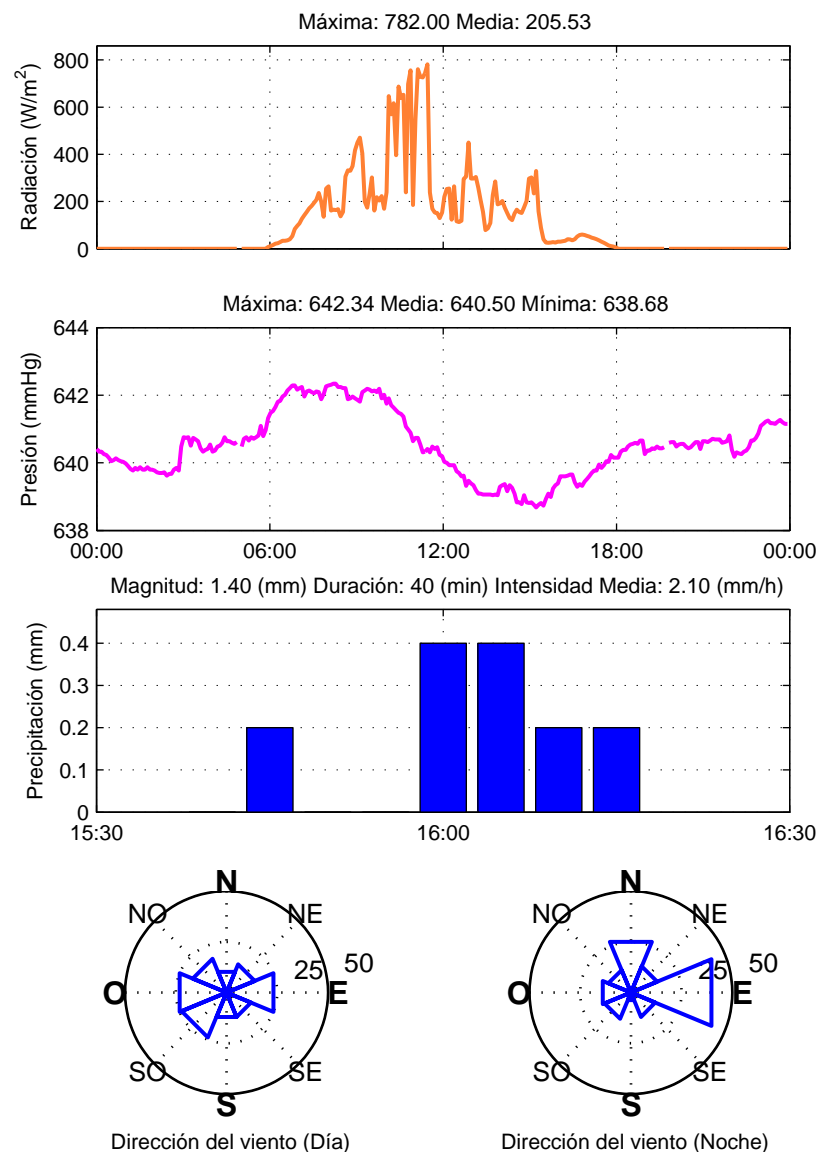 Máxima: 782.00 Media: 205.53
Radiación (W/m²)
800
600
400
200
0
Máxima: 642.34 Media: 640.50 Mínima: 638.68
Presión (mmHg)
644
642
640
638
00:00 06:00 12:00 18:00 00:00
Magnitud: 1.40 (mm) Duración: 40 (min) Intensidad Media: 2.10 (mm/h)
Precipitación (mm)
0.4
0.3
0.2
0.1
0
15:30 16:00 16:30
N
NO NE
25 50
O E
SO SE
S
Dirección del viento (Día)
N
NO NE
25 50
O E
SO SE
S
Dirección del viento (Noche)